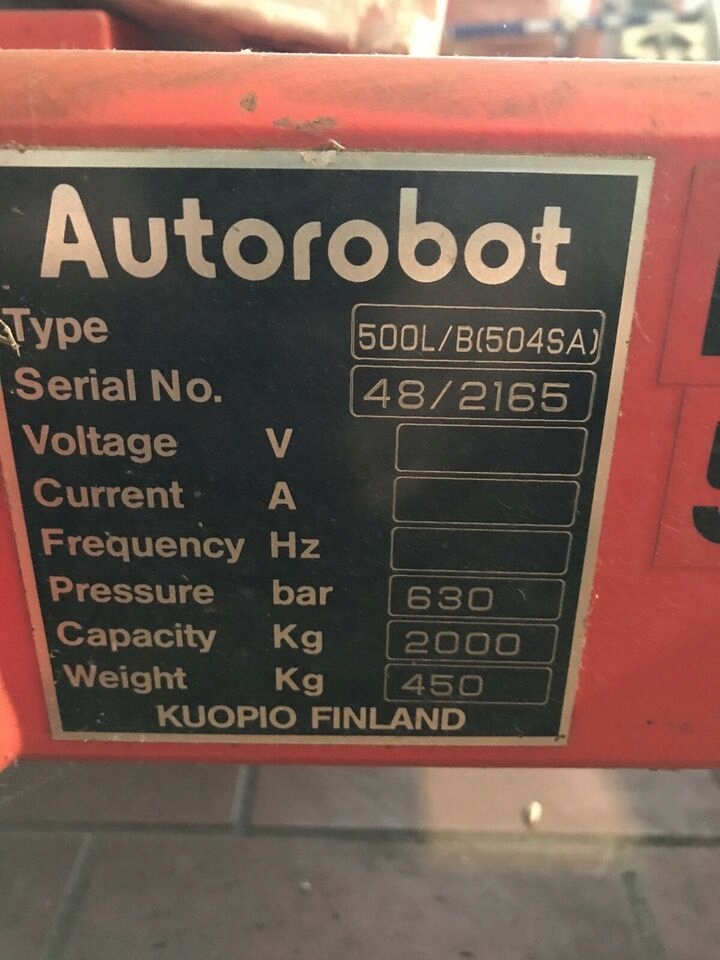 Autorobot
Type 500L/B(504SA)
Serial No. 48/2165
Voltage V
Current A
Frequency Hz
Pressure bar 630
Capacity Kg 2000
Weight Kg 450
KUOPIO FINLAND